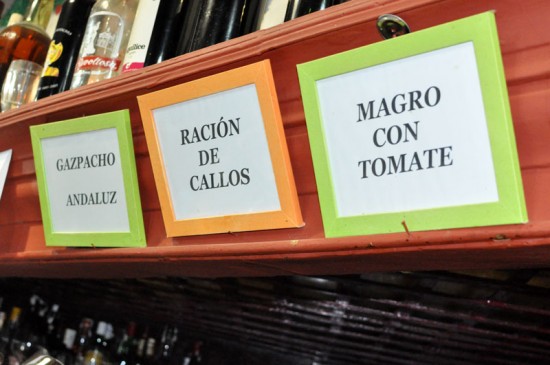 GAZPACHO
ANDALUZ
RACIÓN
DE
CALLOS
MAGRO
CON
TOMATE